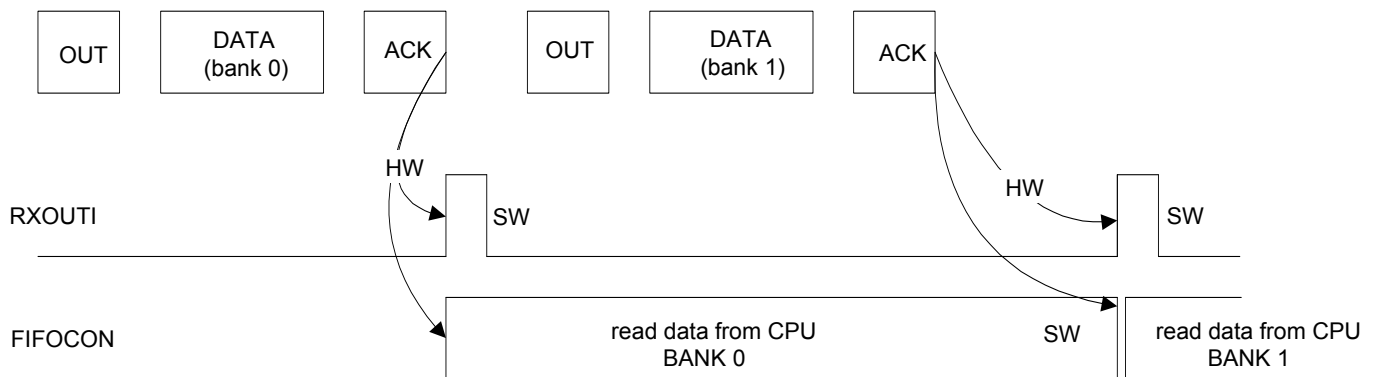 OUT
DATA
(bank 0)
ACK
OUT
DATA
(bank 1)
ACK
HW
HW
RXOUTI
SW
SW
FIFOCON
read data from CPU
BANK 0
SW
read data from CPU
BANK 1